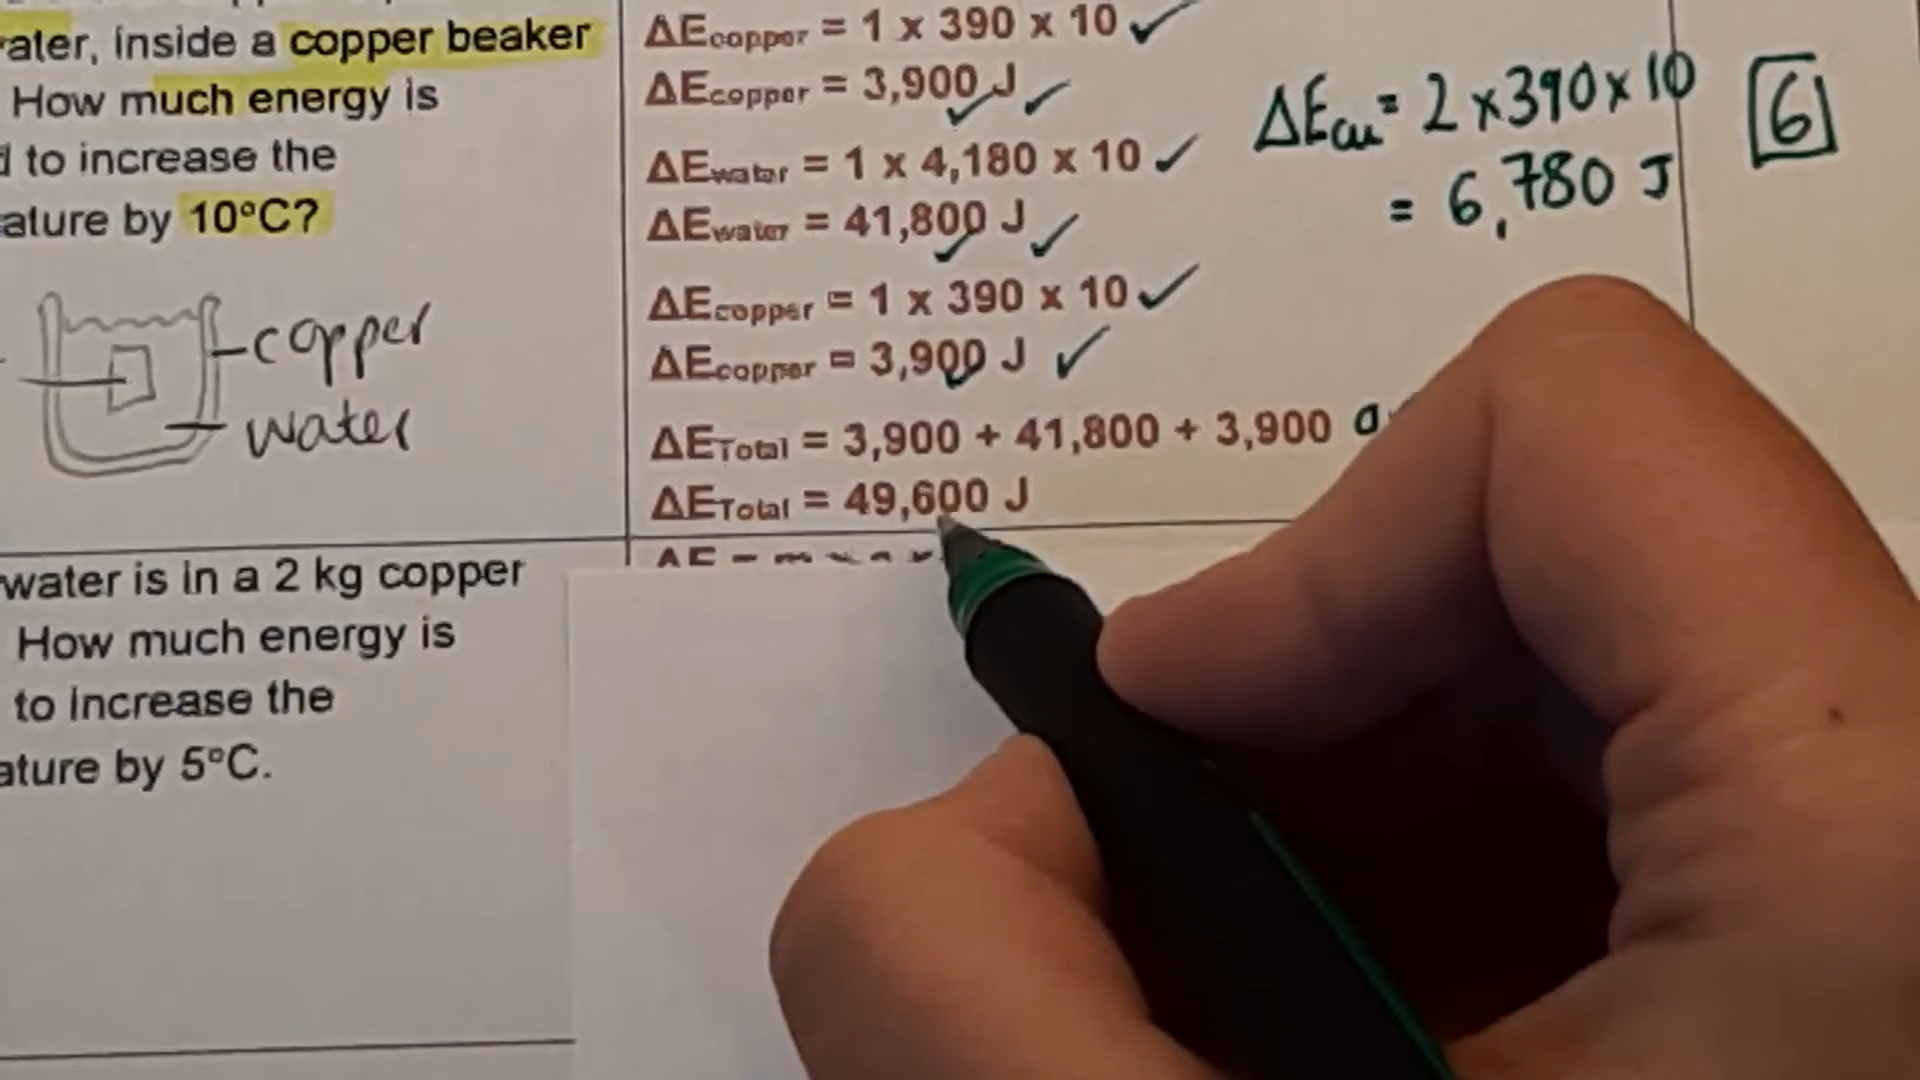 ater, inside a copper beaker
How much energy is
to increase the
ature by 10°C?
copper
water
water is in a 2 kg copper
How much energy is
to increase the
ature by 5°C.
ΔEcopper = 1 x 390 x 10 ✓
ΔEcopper = 3,900 J ✓ ✓
ΔEwater = 1 x 4,180 x 10 ✓
ΔEwater = 41,800 J ✓ ✓
ΔEcopper = 1 x 390 x 10 ✓
ΔEcopper = 3,900 J ✓
ΔETotal = 3,900 + 41,800 + 3,900
ΔETotal = 49,600 J
ΔECu = 2 x 390 x 10
= 6,780 J
6